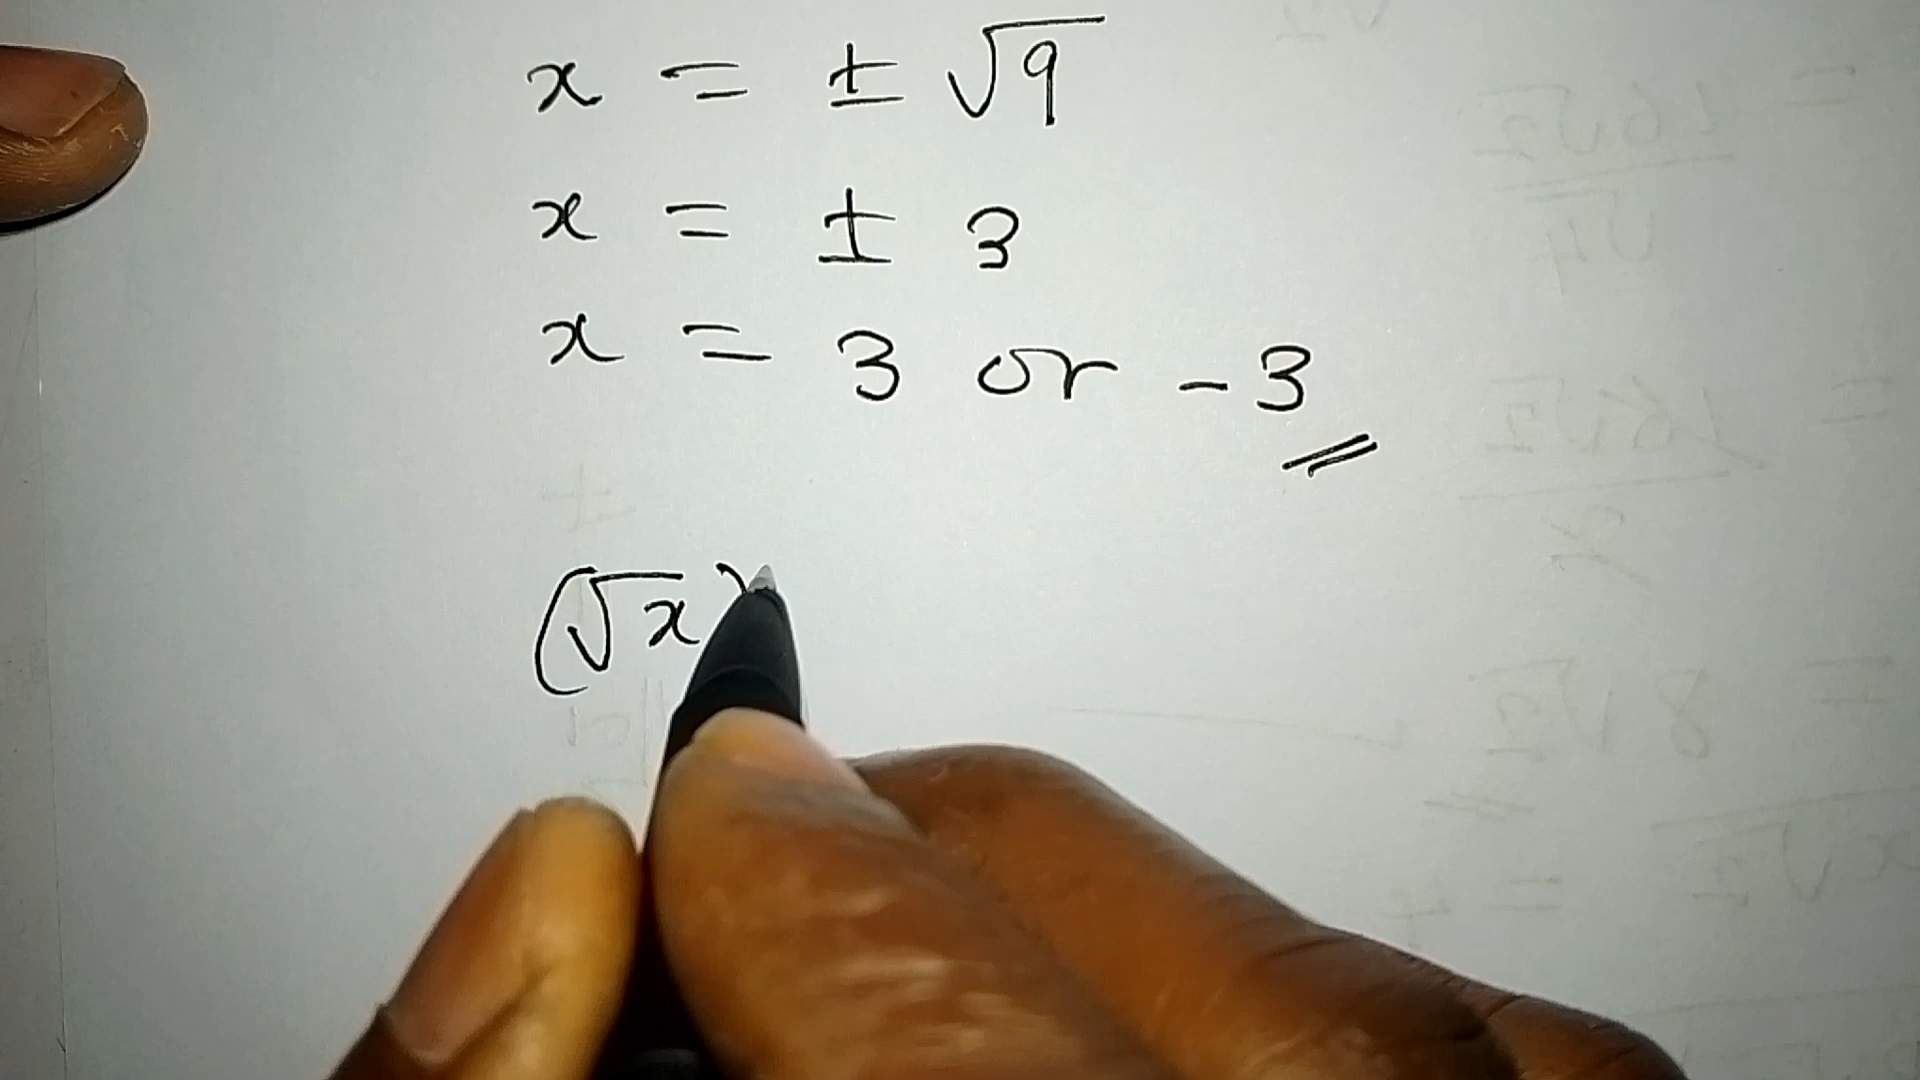 x = ± √9
x = ± 3
x = 3 or -3
(√x)